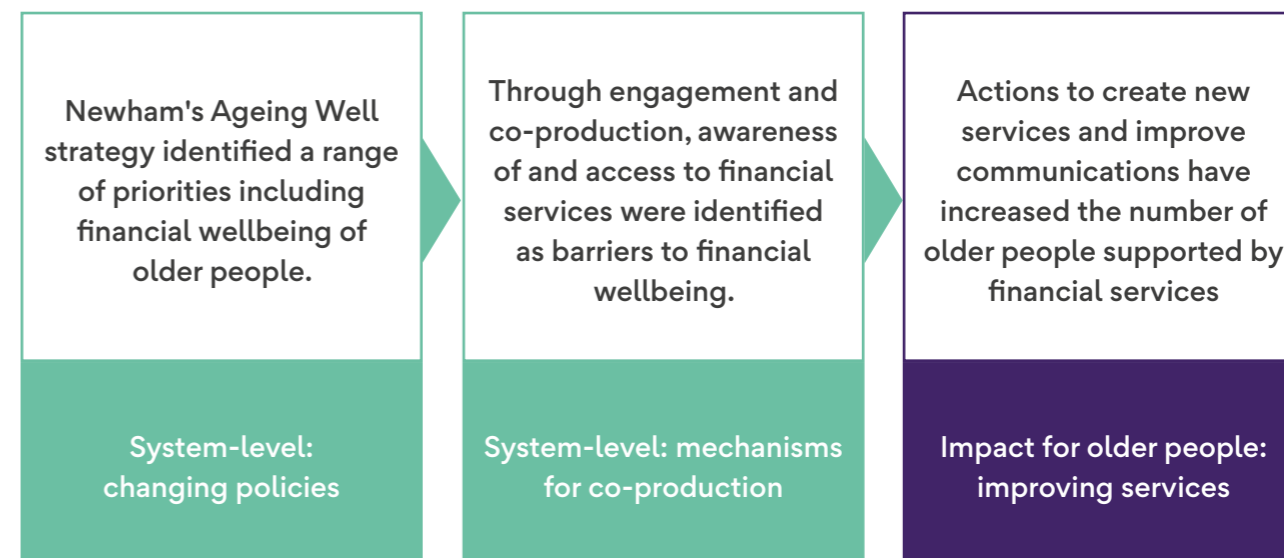 Newham's Ageing Well
strategy identified a range
of priorities including
financial wellbeing of
older people.
System-level:
changing policies
Through engagement and
co-production, awareness
of and access to financial
services were identified
as barriers to financial
wellbeing.
System-level: mechanisms
for co-production
Actions to create new
services and improve
communications have
increased the number of
older people supported by
financial services
Impact for older people:
improving services